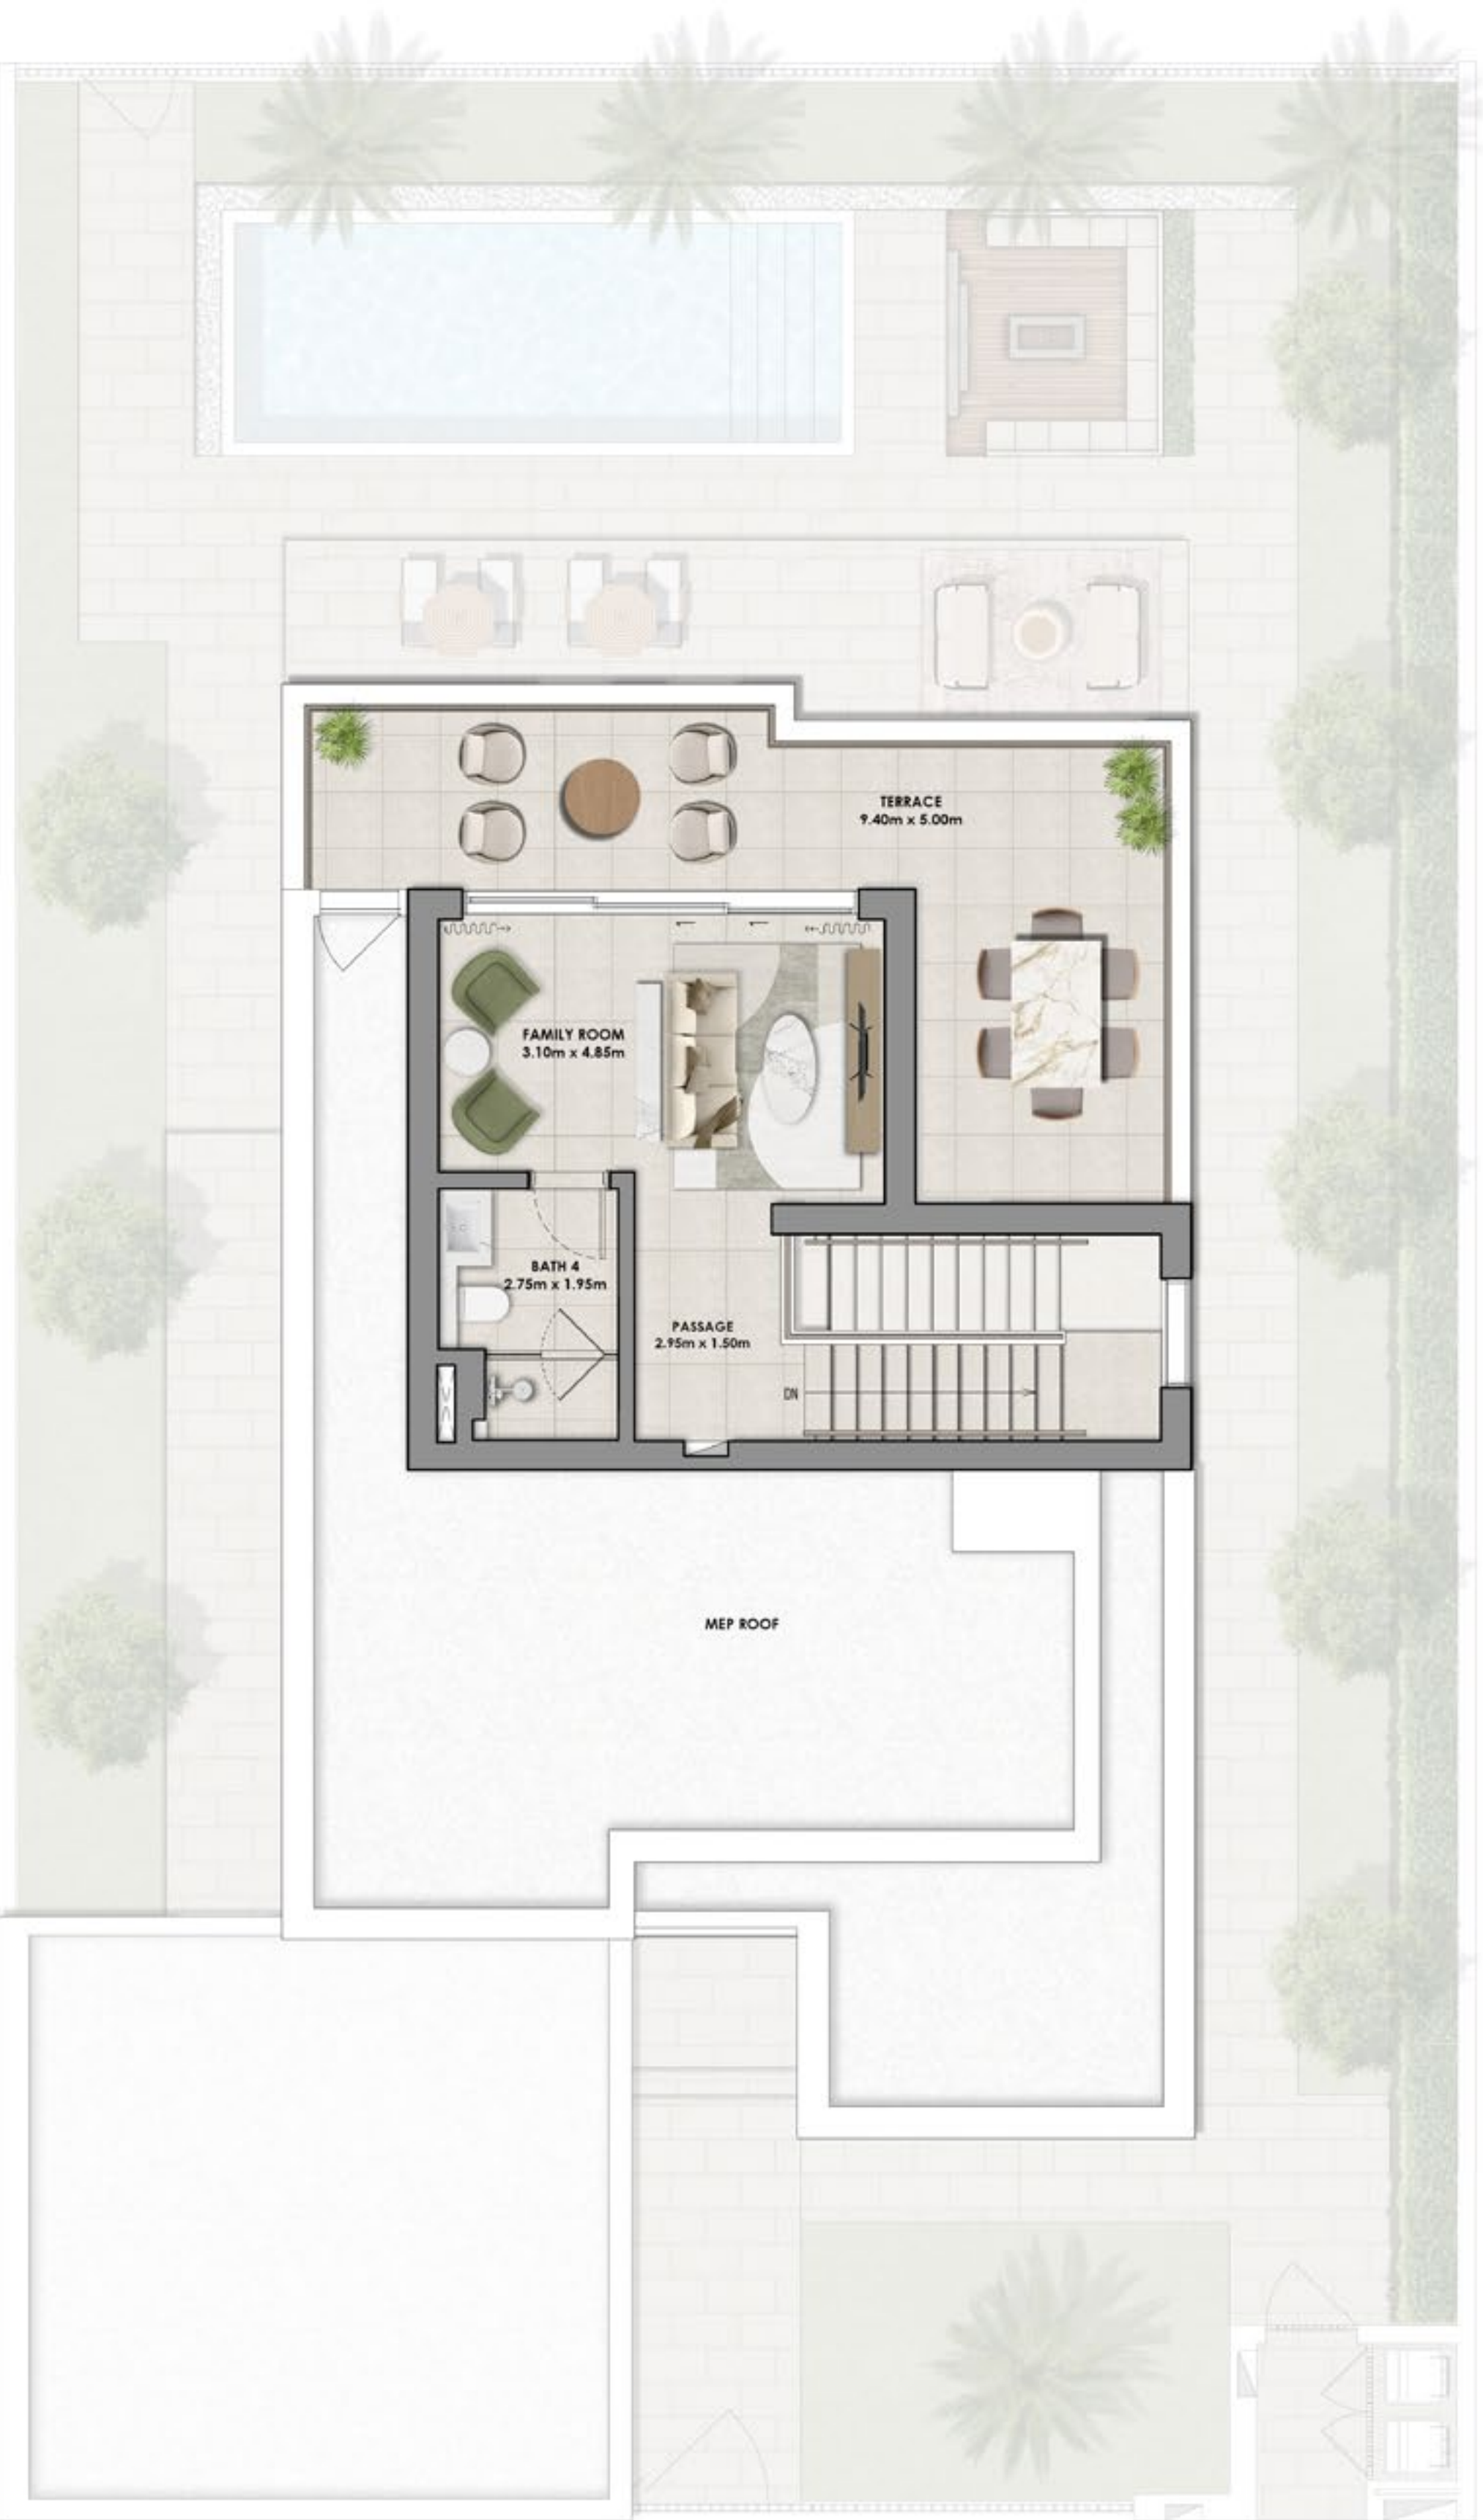 TERRACE
9.40m x 5.00m
FAMILY ROOM
3.10m x 4.85m
BATH 4
2.75m x 1.95m
PASSAGE
2.95m x 1.50m
DN
MEP ROOF